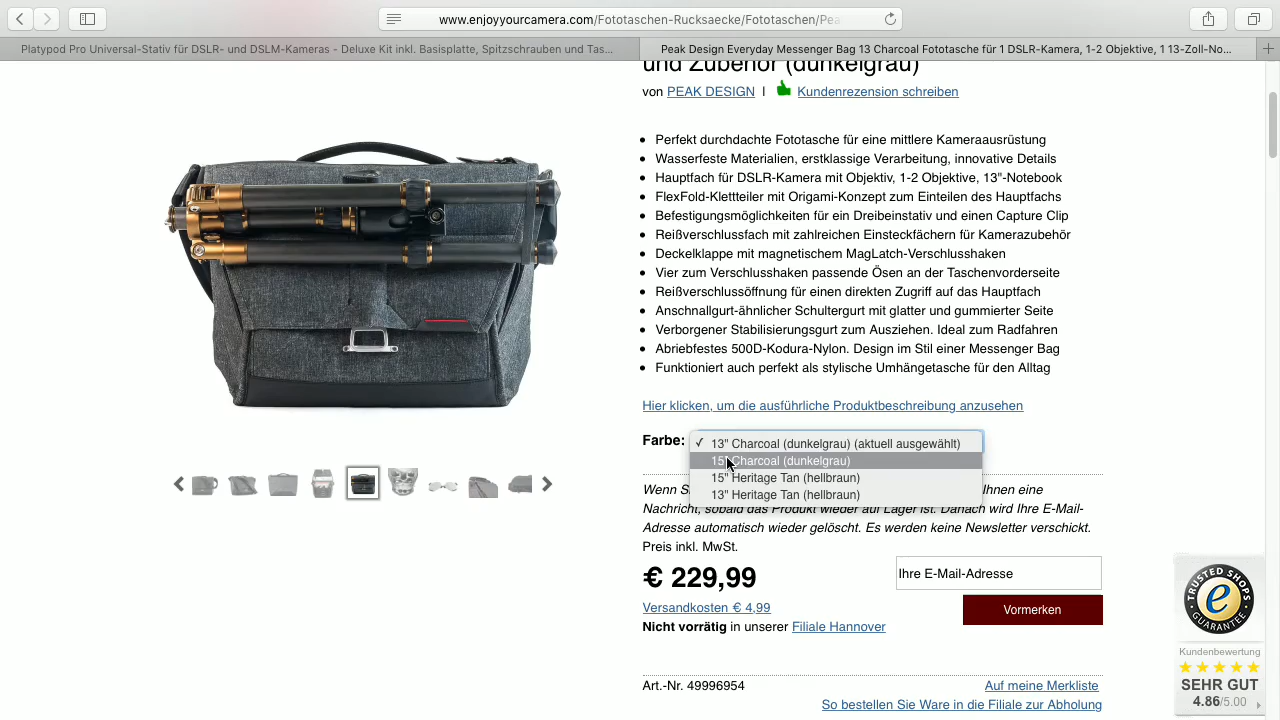 www.enjoyyourcamera.com/Fototaschen-Rucksaecke/Fototaschen/Pea
Platypod Pro Universal-Stativ für DSLR- und DSLM-Kameras - Deluxe Kit inkl. Basisplatte, Spitzschrauben und Tas...
Peak Design Everyday Messenger Bag 13 Charcoal Fototasche für 1 DSLR-Kamera, 1-2 Objektive, 1 13-Zoll-No...
und Zubehör (dunkelgrau)
von PEAK DESIGN | Kundenrezension schreiben
• Perfekt durchdachte Fototasche für eine mittlere Kameraausrüstung
• Wasserfeste Materialien, erstklassige Verarbeitung, innovative Details
• Hauptfach für DSLR-Kamera mit Objektiv, 1-2 Objektive, 13"-Notebook
• FlexFold-Klettteiler mit Origami-Konzept zum Einteilen des Hauptfachs
• Befestigungsmöglichkeiten für ein Dreibeinstativ und einen Capture Clip
• Reißverschlussfach mit zahlreichen Einsteckfächern für Kamerazubehör
• Deckelklappe mit magnetischem MagLatch-Verschlusshaken
• Vier zum Verschlusshaken passende Ösen an der Taschenvorderseite
• Reißverschlussöffnung für einen direkten Zugriff auf das Hauptfach
• Anschnallgurt-ähnlicher Schultergurt mit glatter und gummierter Seite
• Verborgener Stabilisierungsgurt zum Ausziehen. Ideal zum Radfahren
• Abriebfestes 500D-Kodura-Nylon. Design im Stil einer Messenger Bag
• Funktioniert auch perfekt als stylische Umhängetasche für den Alltag
Hier klicken, um die ausführliche Produktbeschreibung anzusehen
Farbe: ✓ 13" Charcoal (dunkelgrau) (aktuell ausgewählt)
15" Charcoal (dunkelgrau)
15" Heritage Tan (hellbraun)
13" Heritage Tan (hellbraun)
Wenn Ihnen eine
Nachricht, sobald das Produkt wieder auf Lager ist. Danach wird Ihre E-Mail-
Adresse automatisch wieder gelöscht. Es werden keine Newsletter verschickt.
Preis inkl. MwSt.
€ 229,99
Ihre E-Mail-Adresse
Versandkosten € 4,99
Vormerken
Nicht vorrätig in unserer Filiale Hannover
Art.-Nr. 49996954
Auf meine Merkliste
So bestellen Sie Ware in die Filiale zur Abholung
TRUSTED SHOPS
GUARANTEE
Kundenbewertung
SEHR GUT
4.86/5.00